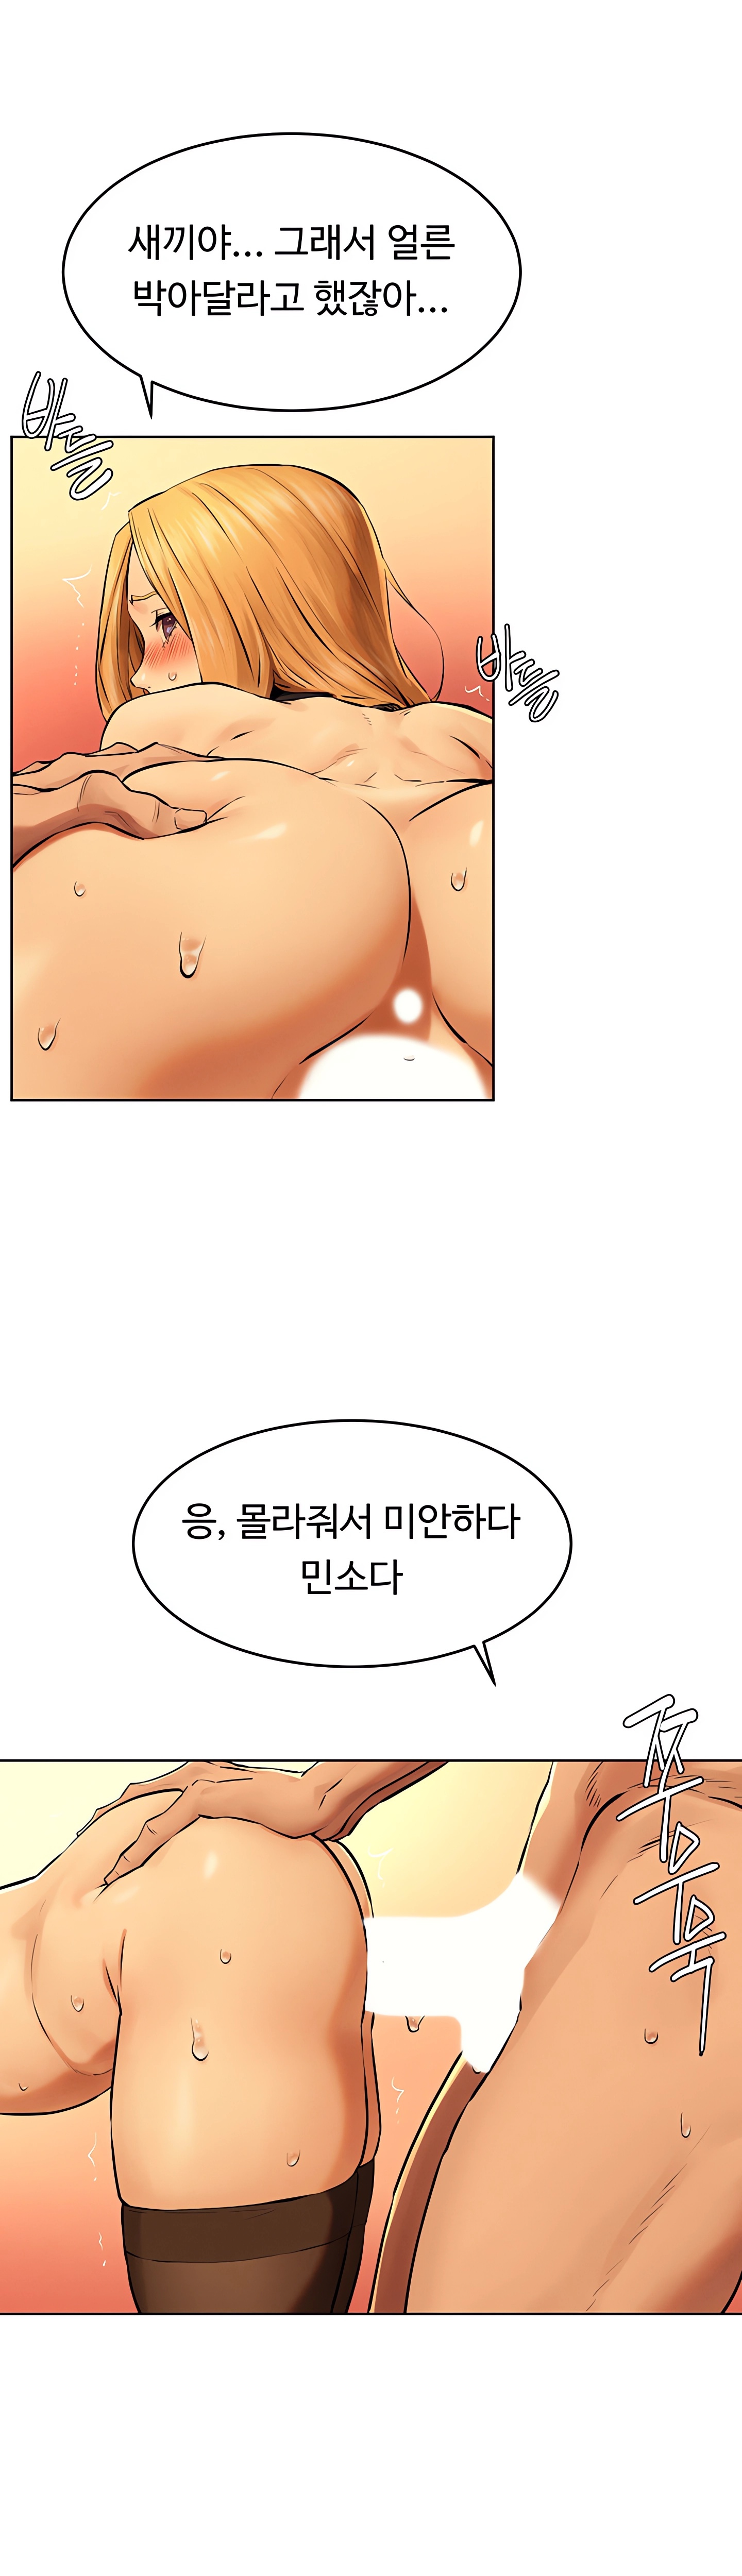 새끼야... 그래서 얼른
박아달라고 했잖아...
바들
바들
응, 몰라줘서 미안하다
민소다
쭈우욱